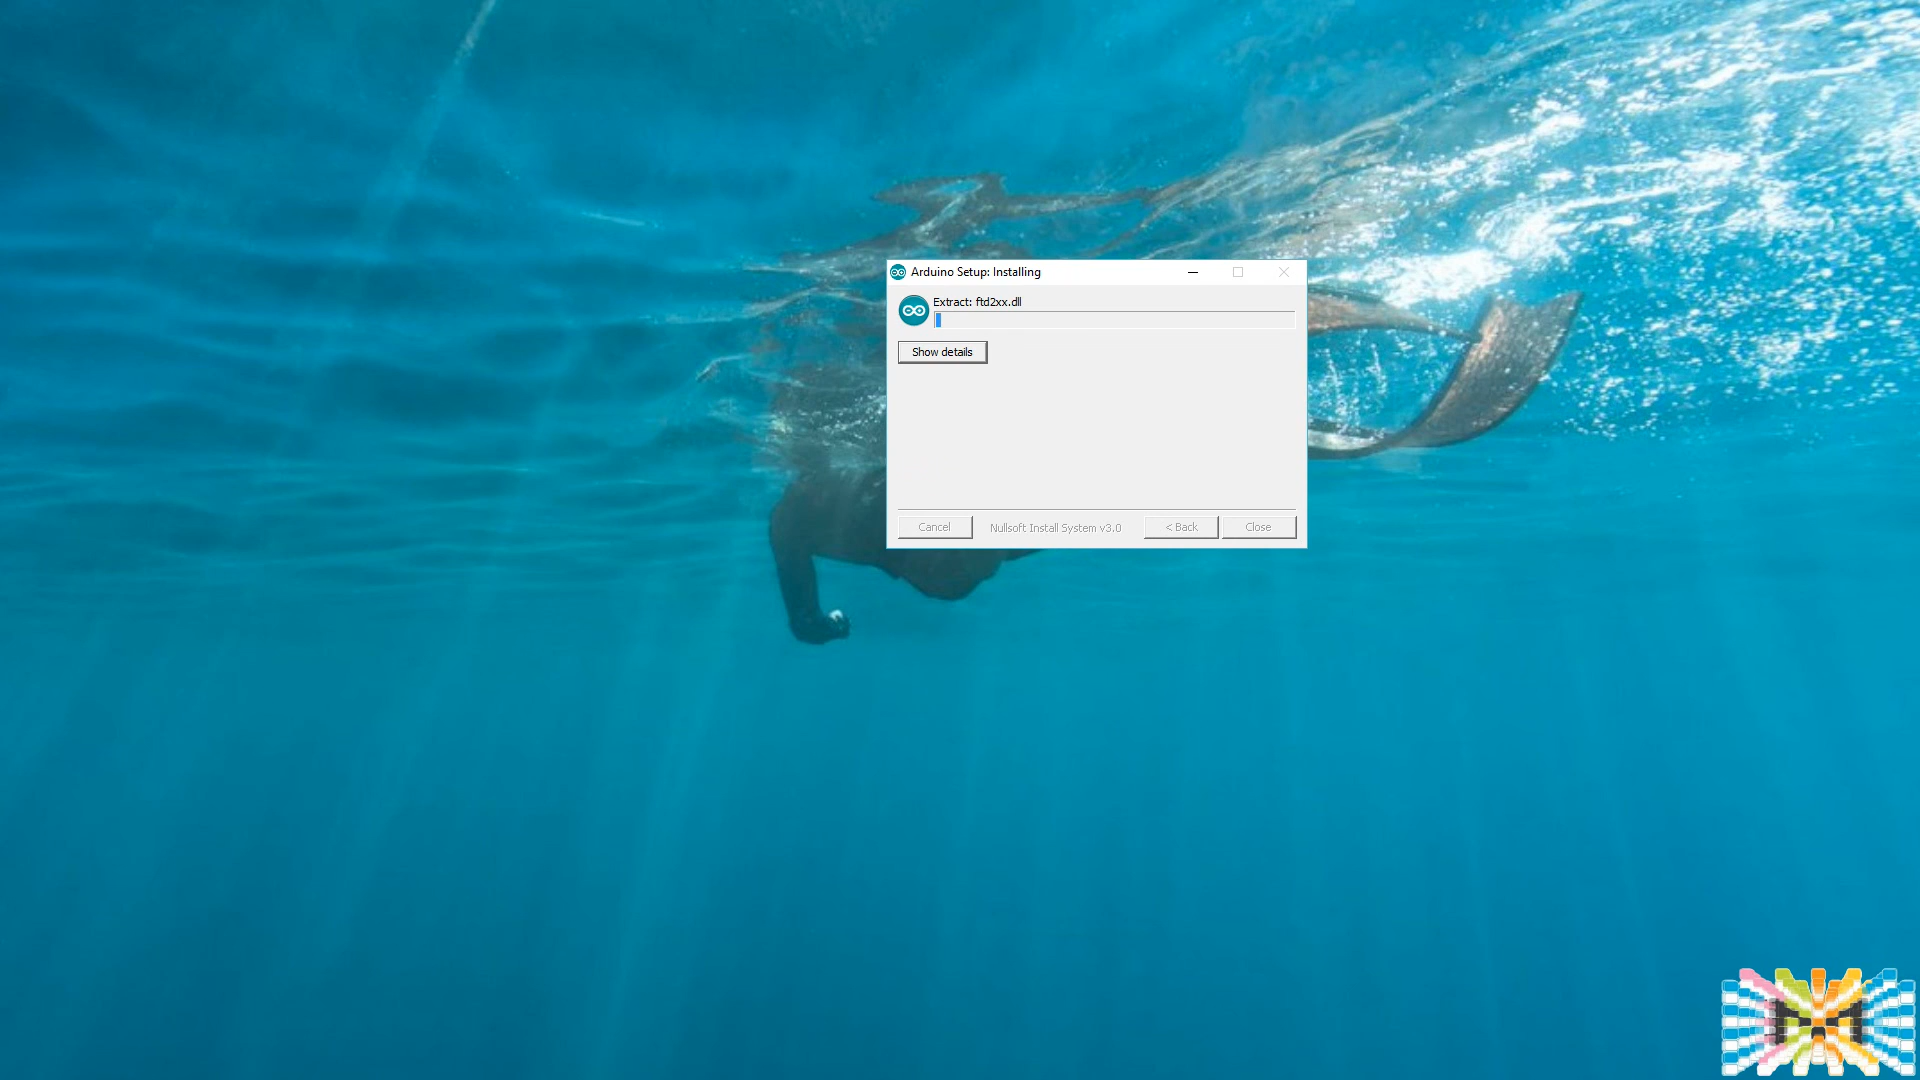 Arduino Setup: Installing
Extract: ftd2xx.dll
Show details
Cancel
Nullsoft Install System v3.0
< Back
Close